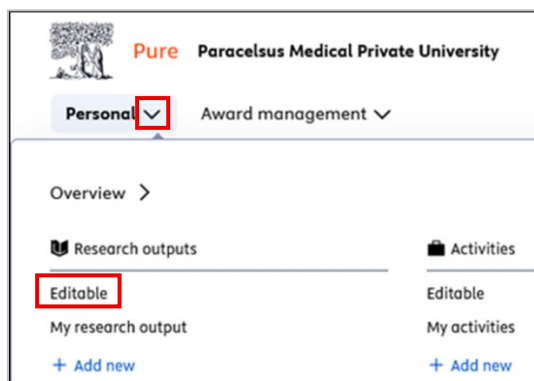 Pure Paracelsus Medical Private University
Personal Award management
Overview
Research outputs
Editable
My research output
+ Add new
Activities
Editable
My activities
+ Add new